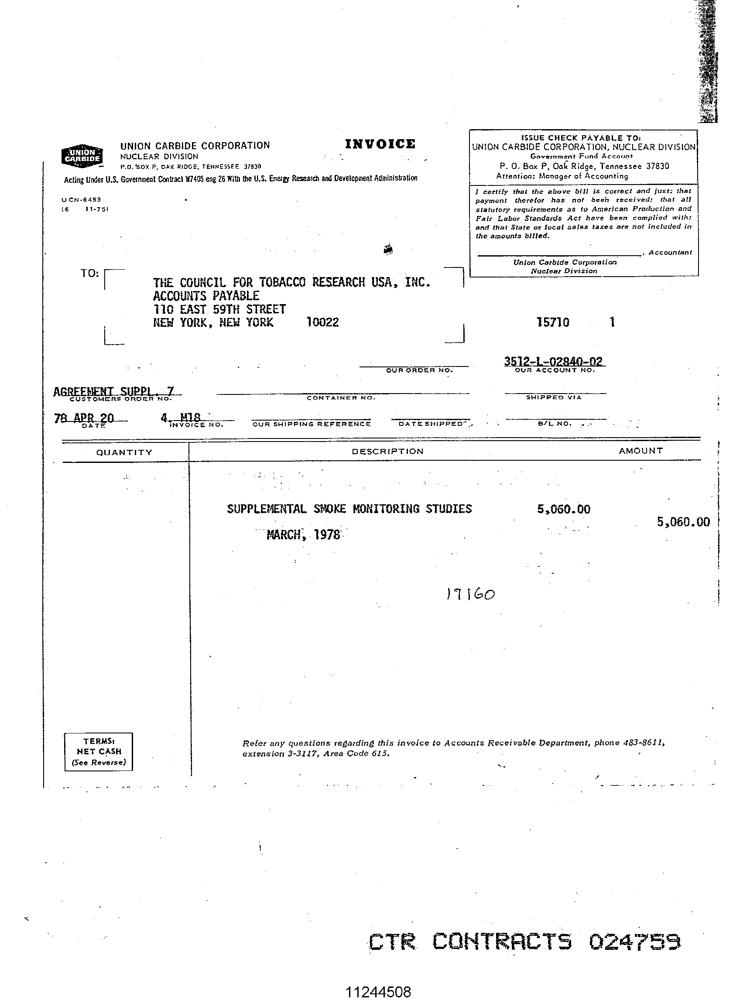 UNION CARBIDE
UNION CARBIDE CORPORATION
NUCLEAR DIVISION
P.O. BOX P, OAK RIDGE, TENNESSEE 37830
INVOICE
Acting Under U.S. Government Contract W7405 eng 26 With the U.S. Energy Research and Development Administration
UCN-6453
16 11-75)
ISSUE CHECK PAYABLE TO:
UNION CARBIDE CORPORATION, NUCLEAR DIVISION
Government Fund Account
P. O. Box P, Oak Ridge, Tennessee 37830
Attention: Manager of Accounting
I certify that the above bill is correct and just; that
payment therefor has not been received; that all
statutory requirements as to American Production and
Fair Labor Standards Act have been complied with;
and that State or local sales taxes are not included in
the amounts billed.
, Accountant
Union Carbide Corporation
Nuclear Division
TO:
THE COUNCIL FOR TOBACCO RESEARCH USA, INC.
ACCOUNTS PAYABLE
110 EAST 59TH STREET
NEW YORK, NEW YORK 10022
15710 1
OUR ORDER NO.
3512-L-02840-02
OUR ACCOUNT NO.
AGREEMENT SUPPL. 7
CUSTOMERS ORDER NO.
CONTAINER NO.
SHIPPED VIA
78 APR 20
DATE
4 M18
INVOICE NO.
OUR SHIPPING REFERENCE
DATE SHIPPED
B/L NO.
QUANTITY DESCRIPTION AMOUNT
SUPPLEMENTAL SMOKE MONITORING STUDIES 5,060.00
5,060.00
MARCH, 1978
17160
TERMS:
NET CASH
(See Reverse)
Refer any questions regarding this invoice to Accounts Receivable Department, phone 483-8611,
extension 3-3117, Area Code 615.
CTR CONTRACTS 024759
11244508